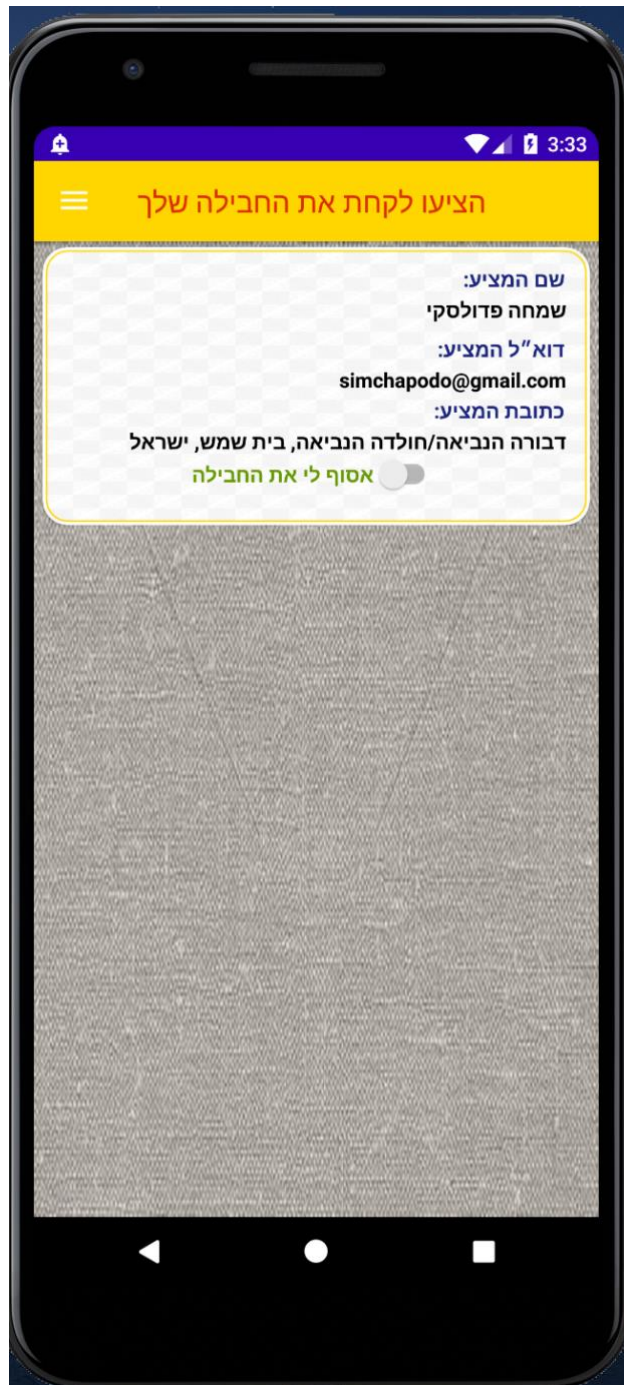 3:33
הציעו לקחת את החבילה שלך
שם המציע:
שמחה פדולסקי
דוא״ל המציע:
simchapodo@gmail.com
כתובת המציע:
דבורה הנביאה/חולדה הנביאה, בית שמש, ישראל
אסוף לי את החבילה